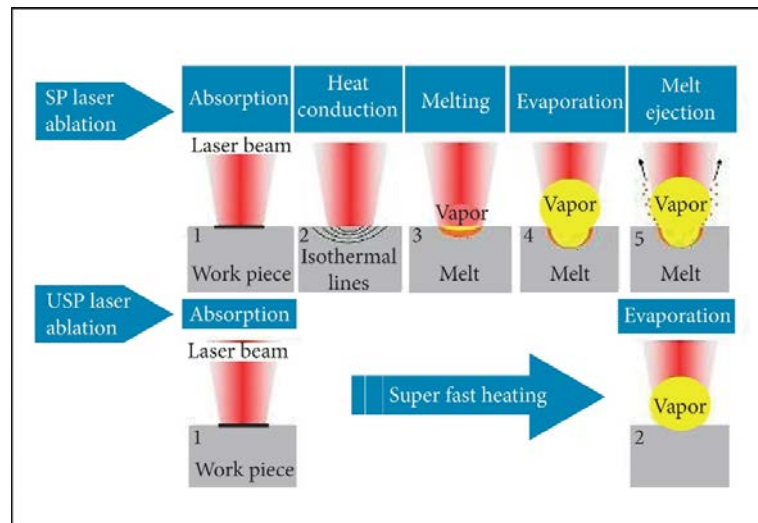 SP laser
ablation
Absorption
Heat
conduction
Melting
Evaporation
Melt
ejection
Laser beam
Vapor
Vapor
Vapor
1
2
3
4
5
Work piece
Isothermal
lines
Melt
Melt
Melt
USP laser
ablation
Absorption
Evaporation
Laser beam
Super fast heating
Vapor
1
2
Work piece